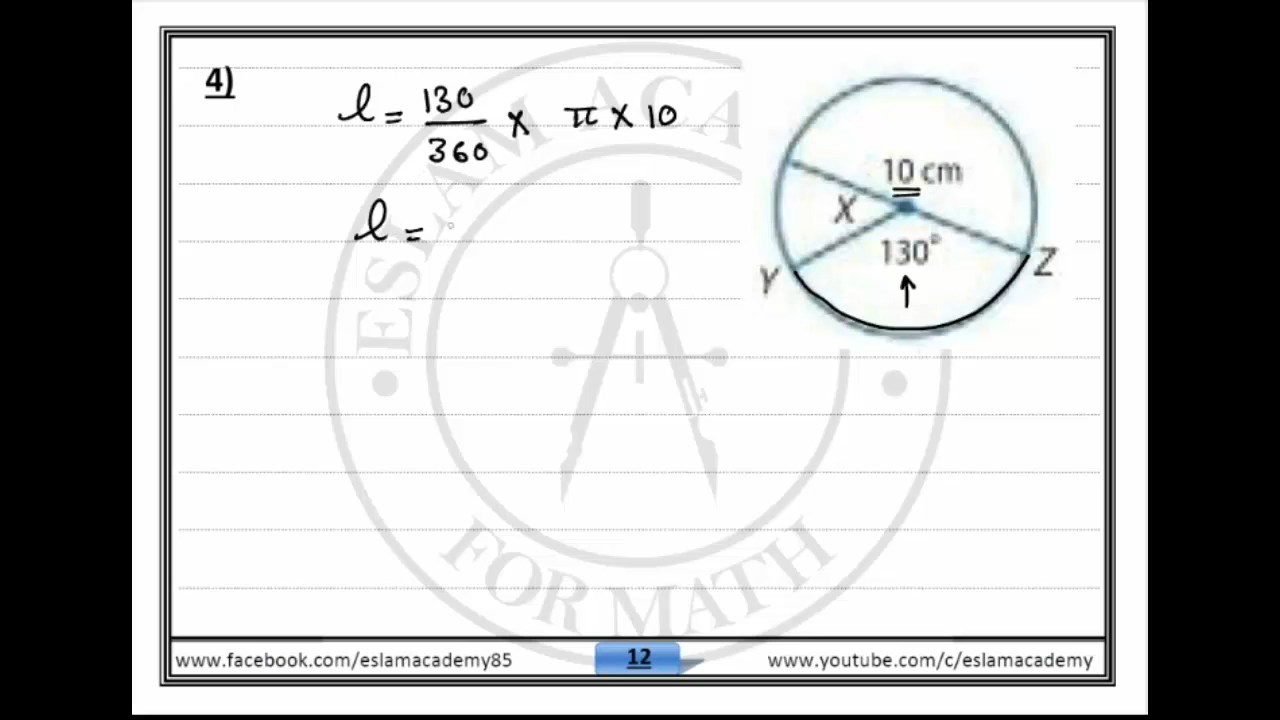 4)
l = 130/360 x π x 10
l =
10 cm
X
130°
Y
Z
ESLAM ACA
FOR MATH
www.facebook.com/eslamacademy85
12
www.youtube.com/c/eslamacademy